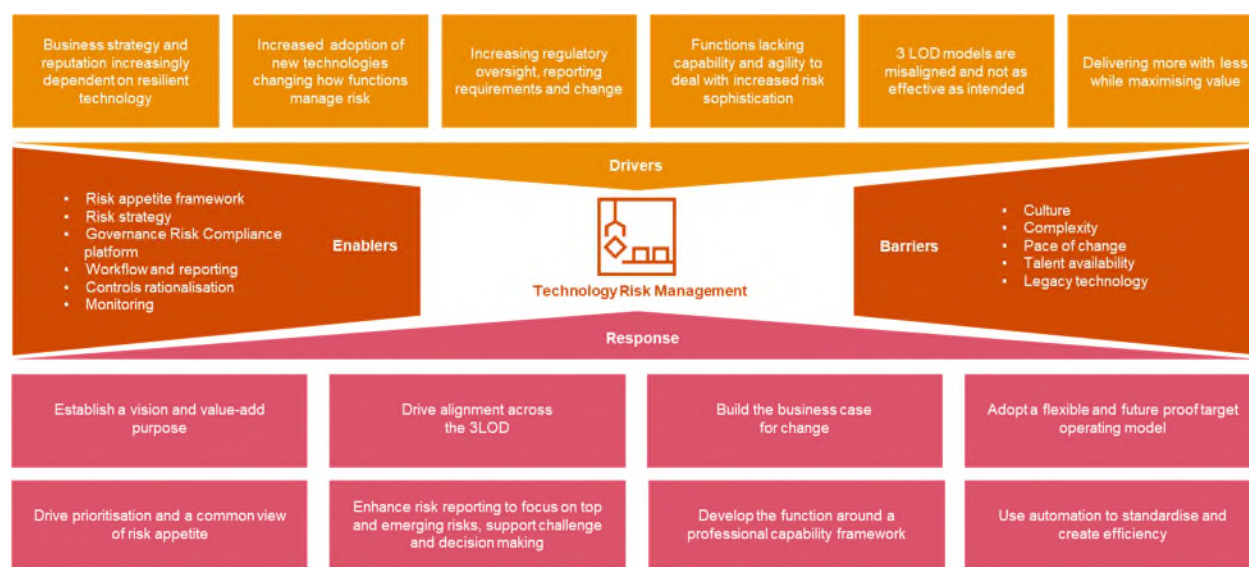 Business strategy and
reputation increasingly
dependent on resilient
technology
Increased adoption of
new technologies
changing how functions
manage risk
Increasing regulatory
oversight, reporting
requirements and change
Functions lacking
capability and agility to
deal with increased risk
sophistication
3 LOD models are
misaligned and not as
effective as intended
Delivering more with less
while maximising value
Drivers
• Risk appetite framework
• Risk strategy
• Governance Risk Compliance
platform
• Workflow and reporting
• Controls rationalisation
• Monitoring
Enablers
Technology Risk Management
Barriers
• Culture
• Complexity
• Pace of change
• Talent availability
• Legacy technology
Response
Establish a vision and value-add
purpose
Drive alignment across
the 3LOD
Build the business case
for change
Adopt a flexible and future proof target
operating model
Drive prioritisation and a common view
of risk appetite
Enhance risk reporting to focus on top
and emerging risks, support challenge
and decision making
Develop the function around a
professional capability framework
Use automation to standardise and
create efficiency